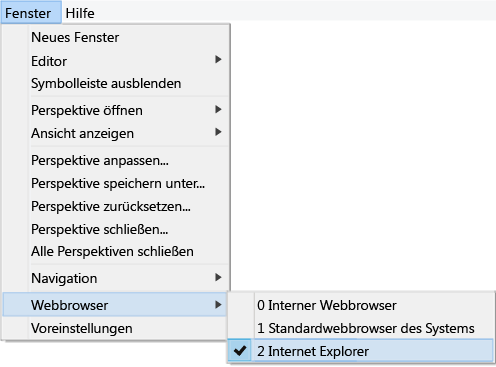 Fenster Hilfe
Neues Fenster
Editor
Symbolleiste ausblenden
Perspektive öffnen
Ansicht anzeigen
Perspektive anpassen...
Perspektive speichern unter...
Perspektive zurücksetzen...
Perspektive schließen...
Alle Perspektiven schließen
Navigation
Webbrowser
0 Interner Webbrowser
Voreinstellungen
1 Standardwebbrowser des Systems
2 Internet Explorer